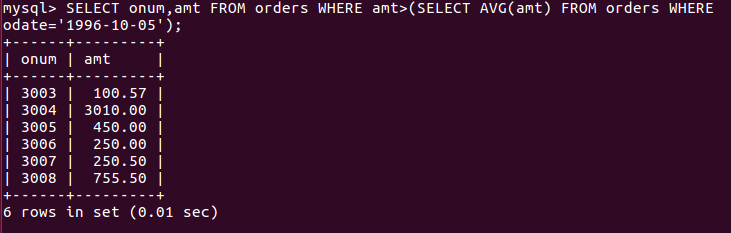 mysql> SELECT onum,amt FROM orders WHERE amt>(SELECT AVG(amt) FROM orders WHERE
odate='1996-10-05');
+------+---------+
| onum | amt     |
+------+---------+
| 3003 |  100.57 |
| 3004 | 3010.00 |
| 3005 |  450.00 |
| 3006 |  250.00 |
| 3007 |  250.50 |
| 3008 |  755.50 |
+------+---------+
6 rows in set (0.01 sec)